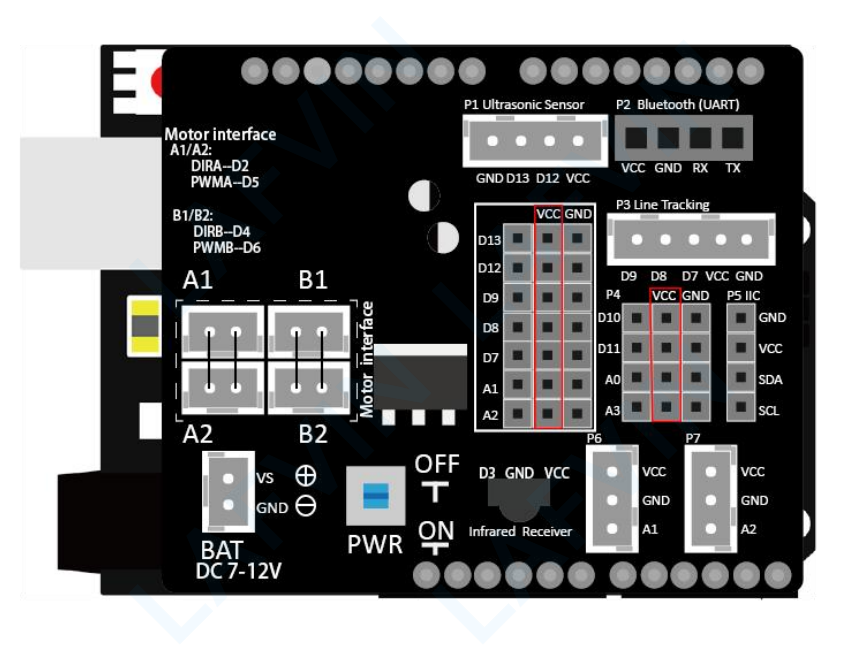 P1 Ultrasonic Sensor
P2 Bluetooth (UART)
Motor interface
A1/A2:
DIRA--D2
PWMA--D5
B1/B2:
DIRB--D4
PWMB--D6
GND D13 D12 VCC
VCC GND RX TX
P3 Line Tracking
D9 D8 D7 VCC GND
VCC GND
D13
D12
D9
D8
D7
A1
A2
P4 VCC GND
D10
D11
A0
A3
P5 IIC
GND
VCC
SDA
SCL
A1 B1
Motor interface
A2 B2
VS
GND
BAT
DC 7-12V
PWR
OFF
ON
D3 GND VCC
Infrared Receiver
P6
VCC
GND
A1
P7
VCC
GND
A2
LAFVIN LAFVIN
LAFVIN LAFVIN